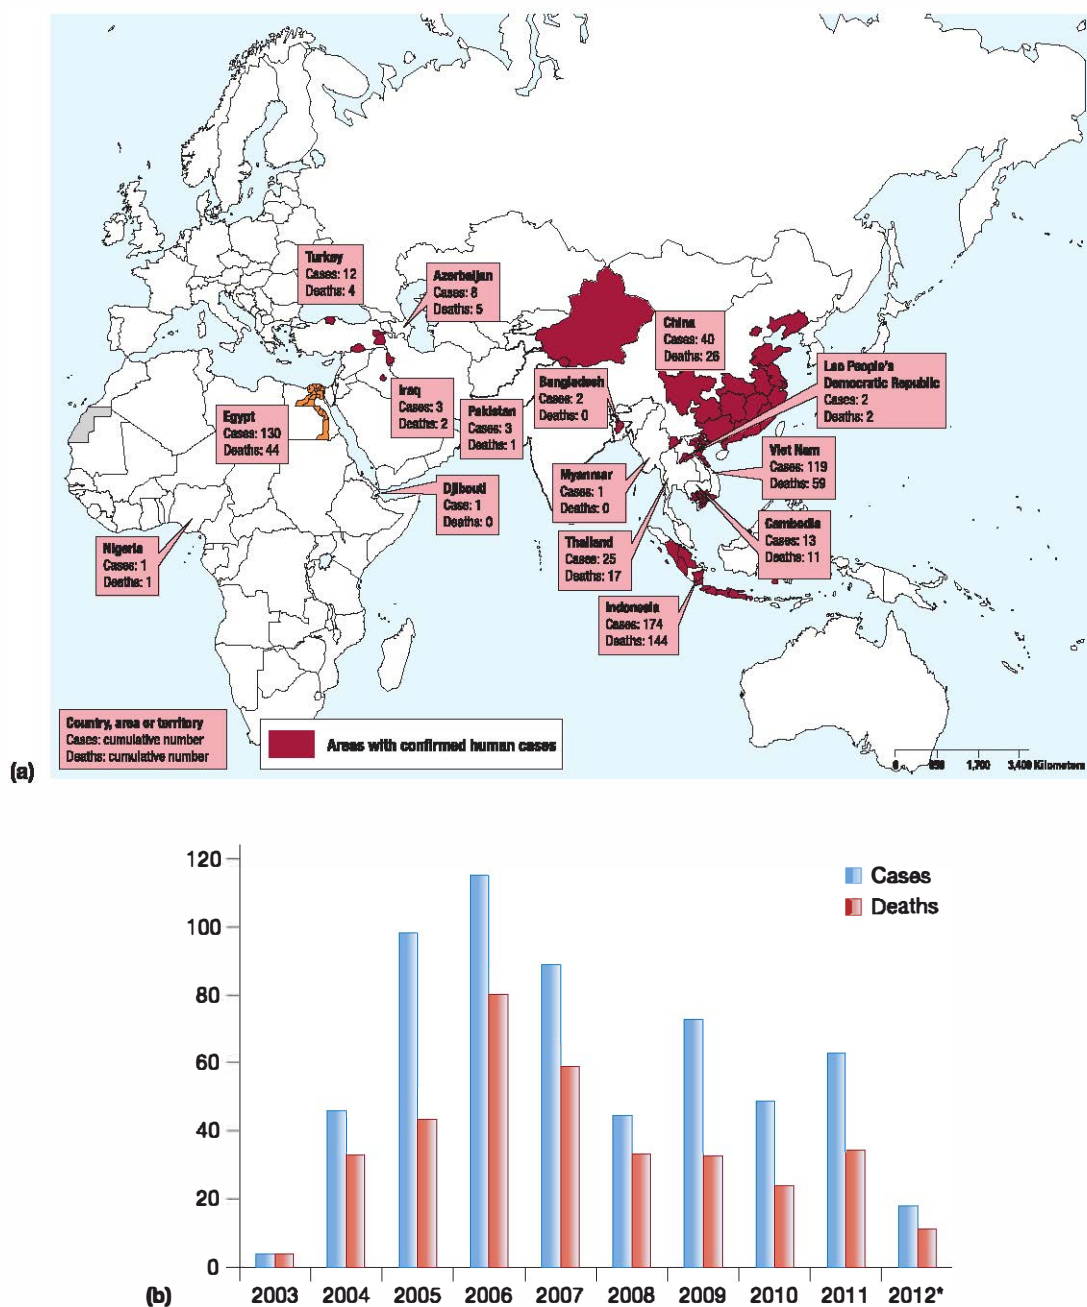 Turkey
Cases: 12
Deaths: 4
Azerbaijan
Cases: 8
Deaths: 5
China
Cases: 40
Deaths: 26
Lao People's
Democratic Republic
Cases: 2
Deaths: 2
Bangladesh
Cases: 2
Deaths: 0
Iraq
Cases: 3
Deaths: 2
Pakistan
Cases: 3
Deaths: 1
Egypt
Cases: 130
Deaths: 44
Viet Nam
Cases: 119
Deaths: 59
Myanmar
Cases: 1
Deaths: 0
Djibouti
Case: 1
Deaths: 0
Cambodia
Cases: 13
Deaths: 11
Thailand
Cases: 25
Deaths: 17
Nigeria
Cases: 1
Deaths: 1
Indonesia
Cases: 174
Deaths: 144
Country, area or territory
Cases: cumulative number
Deaths: cumulative number
Areas with confirmed human cases
0 850 1,700 3,400 Kilometers
(a)
120
100
80
60
40
20
0
Cases
Deaths
(b) 2003 2004 2005 2006 2007 2008 2009 2010 2011 2012*